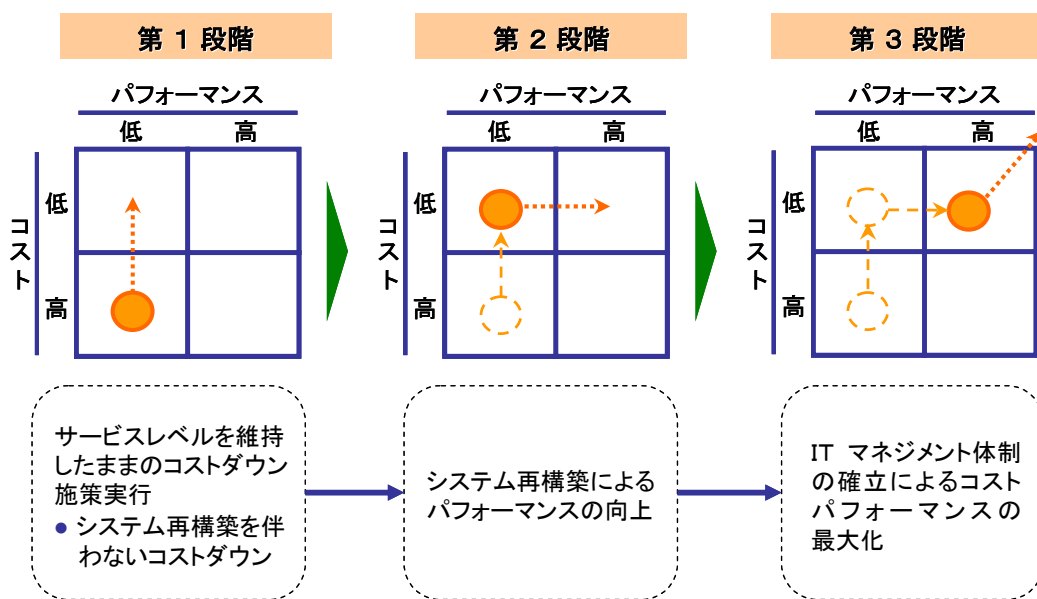 第 1 段階
パフォーマンス
低
高
コスト
低
高
サービスレベルを維持
したままのコストダウン
施策実行
● システム再構築を伴
わないコストダウン
第 2 段階
パフォーマンス
低
高
コスト
低
高
システム再構築による
パフォーマンスの向上
第 3 段階
パフォーマンス
低
高
コスト
低
高
IT マネジメント体制
の確立によるコスト
パフォーマンスの
最大化